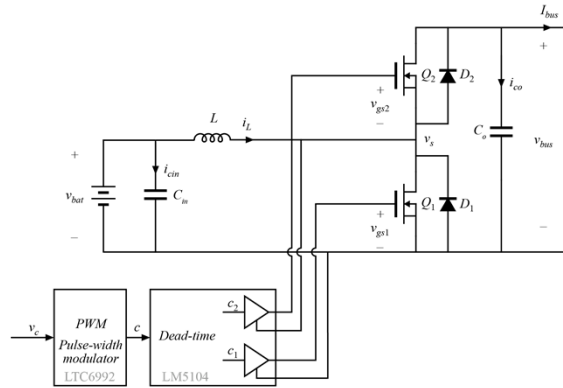 I_bus
+
Q_2
D_2
i_co
+
v_gs2
−
L
i_L
v_s
C_o
v_bus
+
i_cin
v_bat
C_in
−
+
Q_1
D_1
v_gs1
−
−
v_c
PWM
Pulse-width
modulator
LTC6992
c
Dead-time
c_2
c_1
LM5104